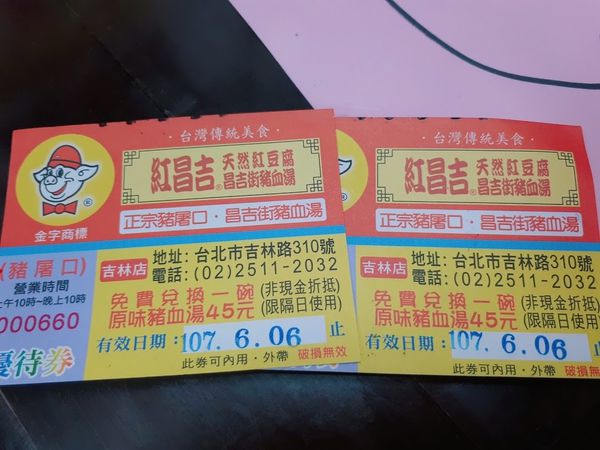 ·台灣傳統美食·
紅昌吉® 天然紅豆腐
昌吉街豬血湯
正宗豬屠口·昌吉街豬血湯
®
金字商標
(豬屠口)
營業時間
午10時~晚上10時
000660
優待券
吉林店
地址:台北市吉林路310號
電話:(02)2511-2032
免費兌換一碗
原味豬血湯45元
(非現金折抵)
(限隔日使用)
有效日期:107.6.06止
此券可內用·外帶 破損無效
·台灣傳統美食·
紅昌吉® 天然紅豆腐
昌吉街豬血湯
正宗豬屠口·昌吉街豬血湯
吉林店
地址:台北市吉林路310號
電話:(02)2511-2032
免費兌換一碗
原味豬血湯45元
(非現金折抵)
(限隔日使用)
有效日期:107.6.06止
此券可內用·外帶 破損無效